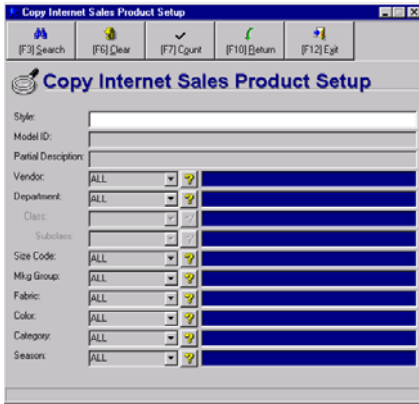 Copy Internet Sales Product Setup
[F3] Search [F6] Clear [F7] Count [F10] Return [F12] Exit
Copy Internet Sales Product Setup
Style:
Model ID:
Partial Desciption:
Vendor: ALL
Department: ALL
Class:
Subclass:
Size Code: ALL
Mkg Group: ALL
Fabric: ALL
Color: ALL
Category: ALL
Season: ALL